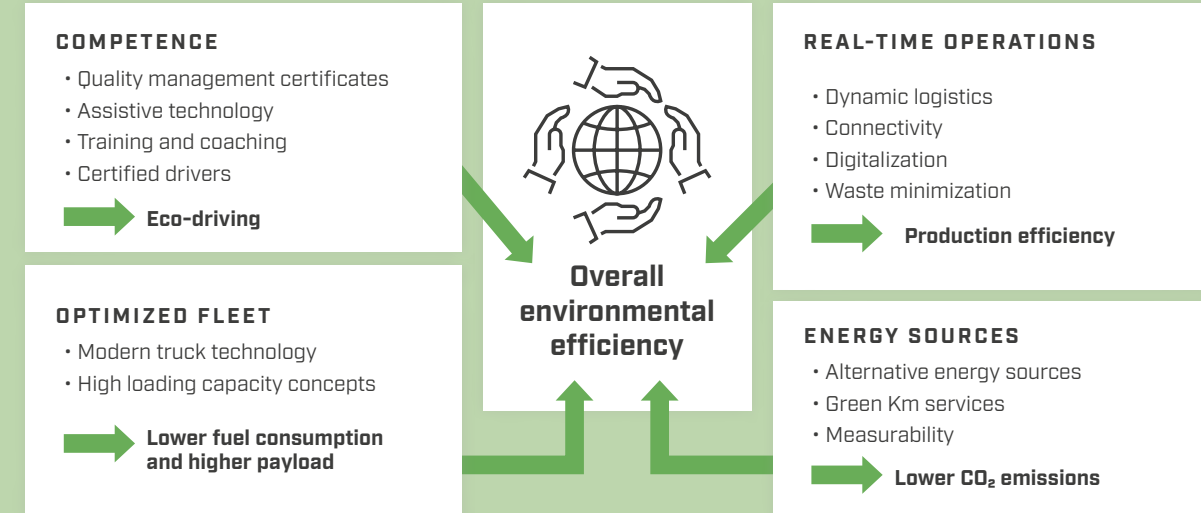 COMPETENCE
• Quality management certificates
• Assistive technology
• Training and coaching
• Certified drivers
Eco-driving
OPTIMIZED FLEET
• Modern truck technology
• High loading capacity concepts
Lower fuel consumption
and higher payload
Overall
environmental
efficiency
REAL-TIME OPERATIONS
• Dynamic logistics
• Connectivity
• Digitalization
• Waste minimization
Production efficiency
ENERGY SOURCES
• Alternative energy sources
• Green Km services
• Measurability
Lower CO₂ emissions